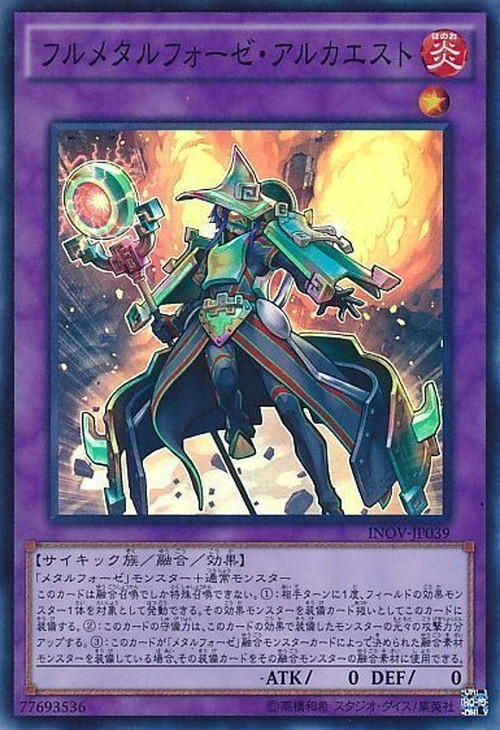 フルメタルフォーゼ・アルカエスト
炎
ほのお
INOV-JP039
【サイキック族／融合／効果】
「メタルフォーゼ」モンスター＋通常モンスター
このカードは融合召喚でしか特殊召喚できない。①：相手ターンに1度、フィールドの効果モン
スター1体を対象として発動できる。その効果モンスターを装備カード扱いとしてこのカードに
装備する。②：このカードの守備力は、このカードの効果で装備したモンスターの元々の攻撃力分
アップする。③：このカードが「メタルフォーゼ」融合モンスターカードによって決められた融合素材
モンスターを装備している場合、その装備カードをその融合モンスターの融合素材に使用できる。
ATK/ 0 DEF/ 0
77693536 ©高橋和希 スタジオ・ダイス/集英社